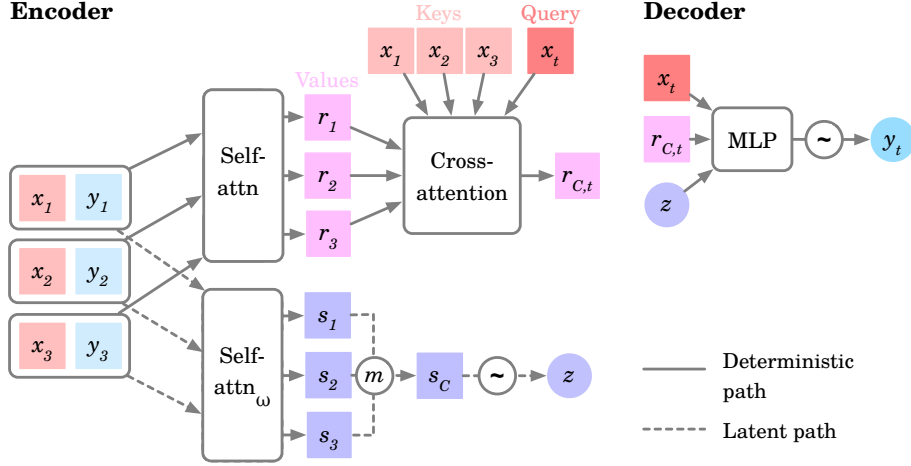 Encoder
Decoder
Keys
Query
x1
x2
x3
xt
Values
r1
r2
r3
Self-
attn
Cross-
attention
rC,t
x1 y1
x2 y2
x3 y3
Self-
attnω
s1
s2
s3
m
sC
~
z
xt
rC,t
z
MLP
~
yt
Deterministic
path
Latent path